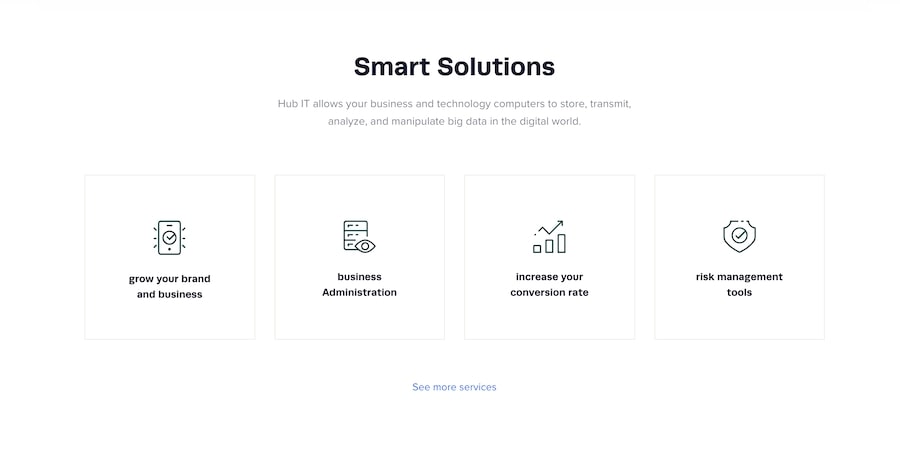 Smart Solutions
Hub IT allows your business and technology computers to store, transmit,
analyze, and manipulate big data in the digital world.
grow your brand
and business
business
Administration
increase your
conversion rate
risk management
tools
See more services